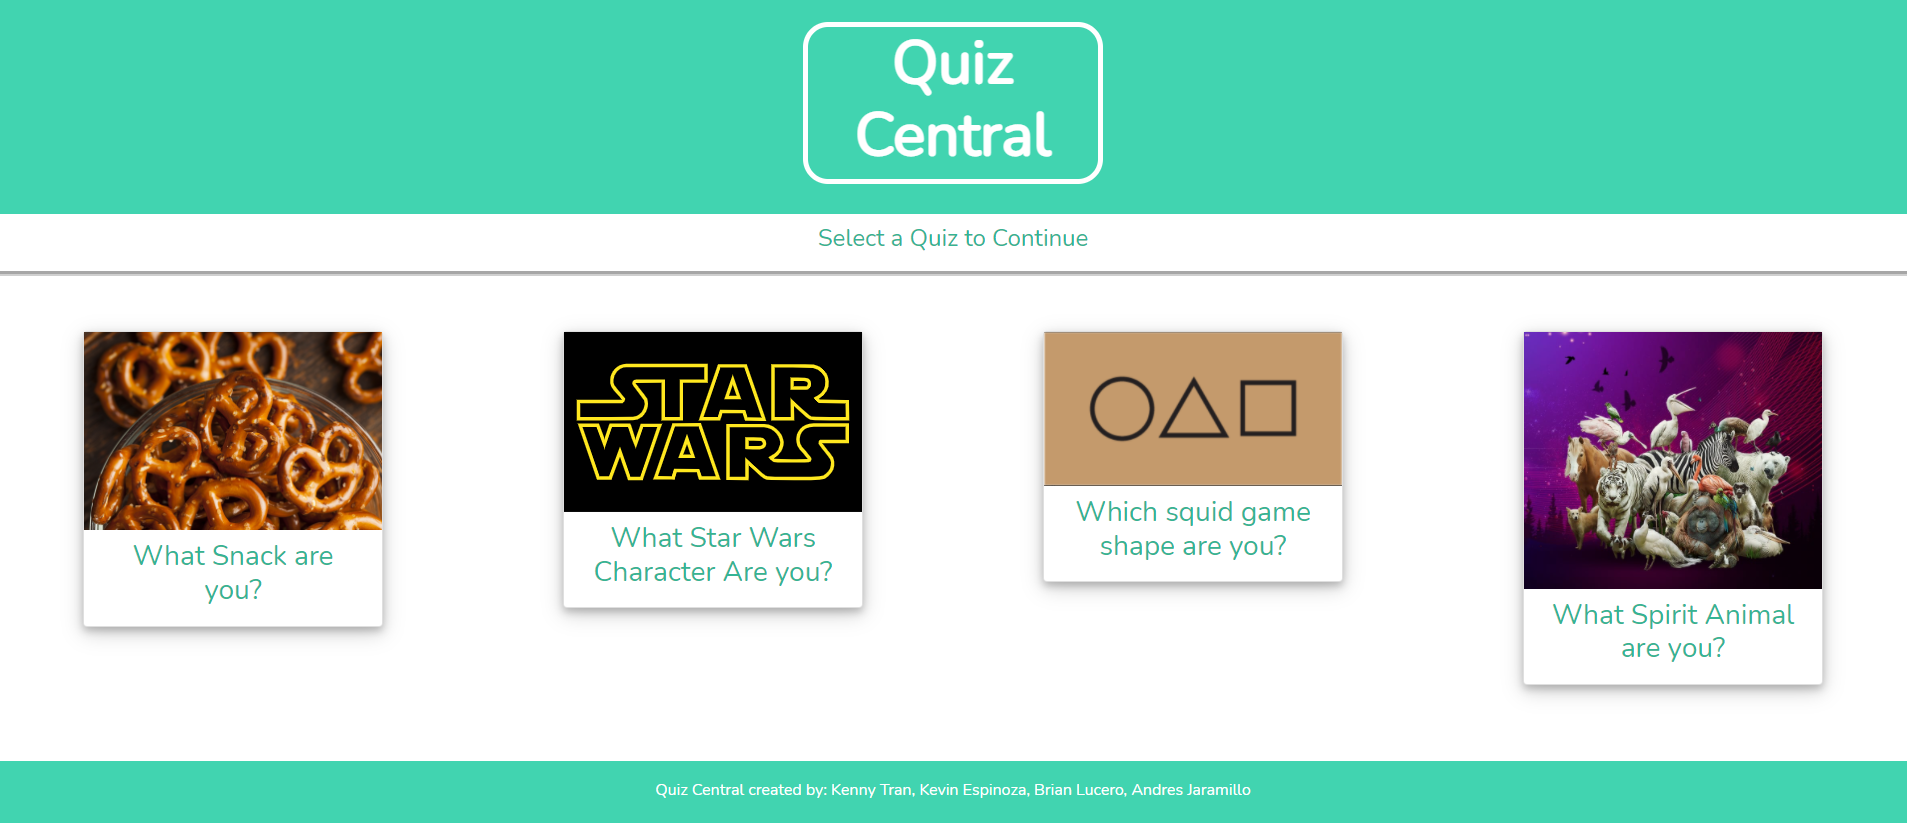 Quiz
Central
Select a Quiz to Continue
STAR
WARS
What Snack are
you?
What Star Wars
Character Are you?
Which squid game
shape are you?
What Spirit Animal
are you?
Quiz Central created by: Kenny Tran, Kevin Espinoza, Brian Lucero, Andres Jaramillo